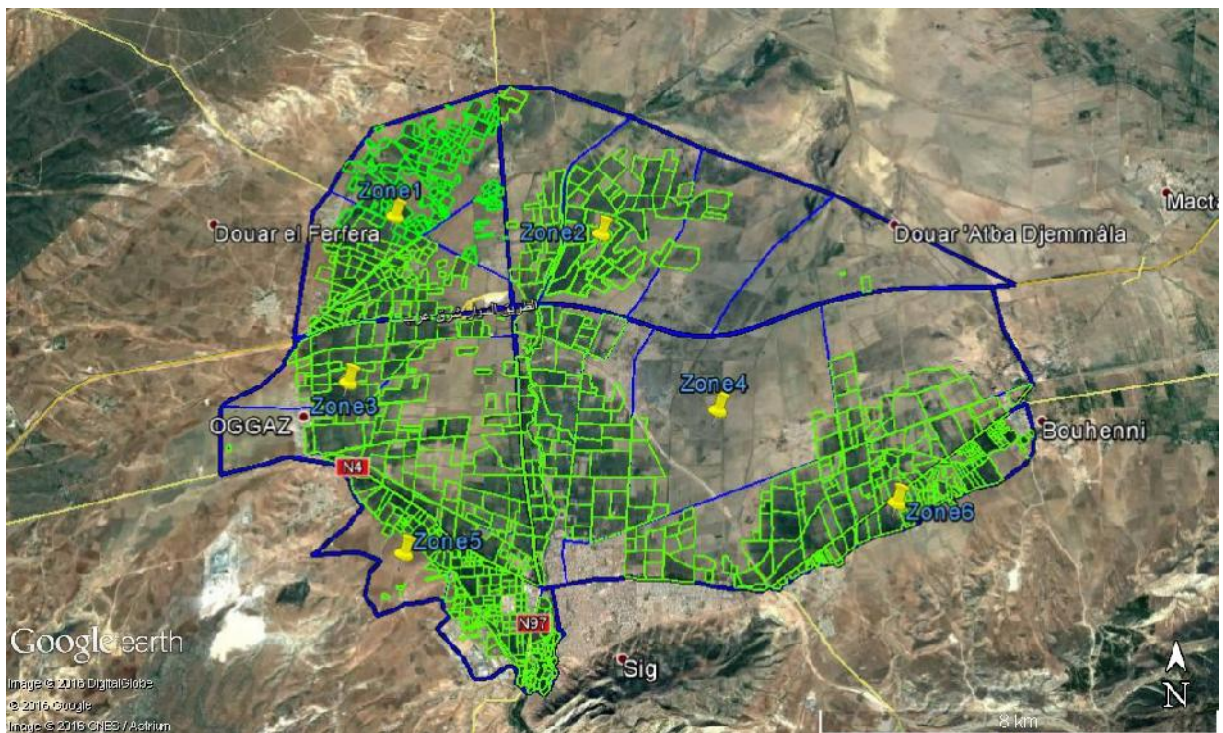 Zone1
Macta
Douar el Ferfera
Zone2
Douar 'Atba Djemmâla
Zone4
Zone3
OGGAZ
Bouhenni
N4
Zone6
Zone5
N97
Google earth
Sig
Image © 2016 DigitalGlobe
© 2016 Google
Image © 2016 CNES / Astrium
N
8 km